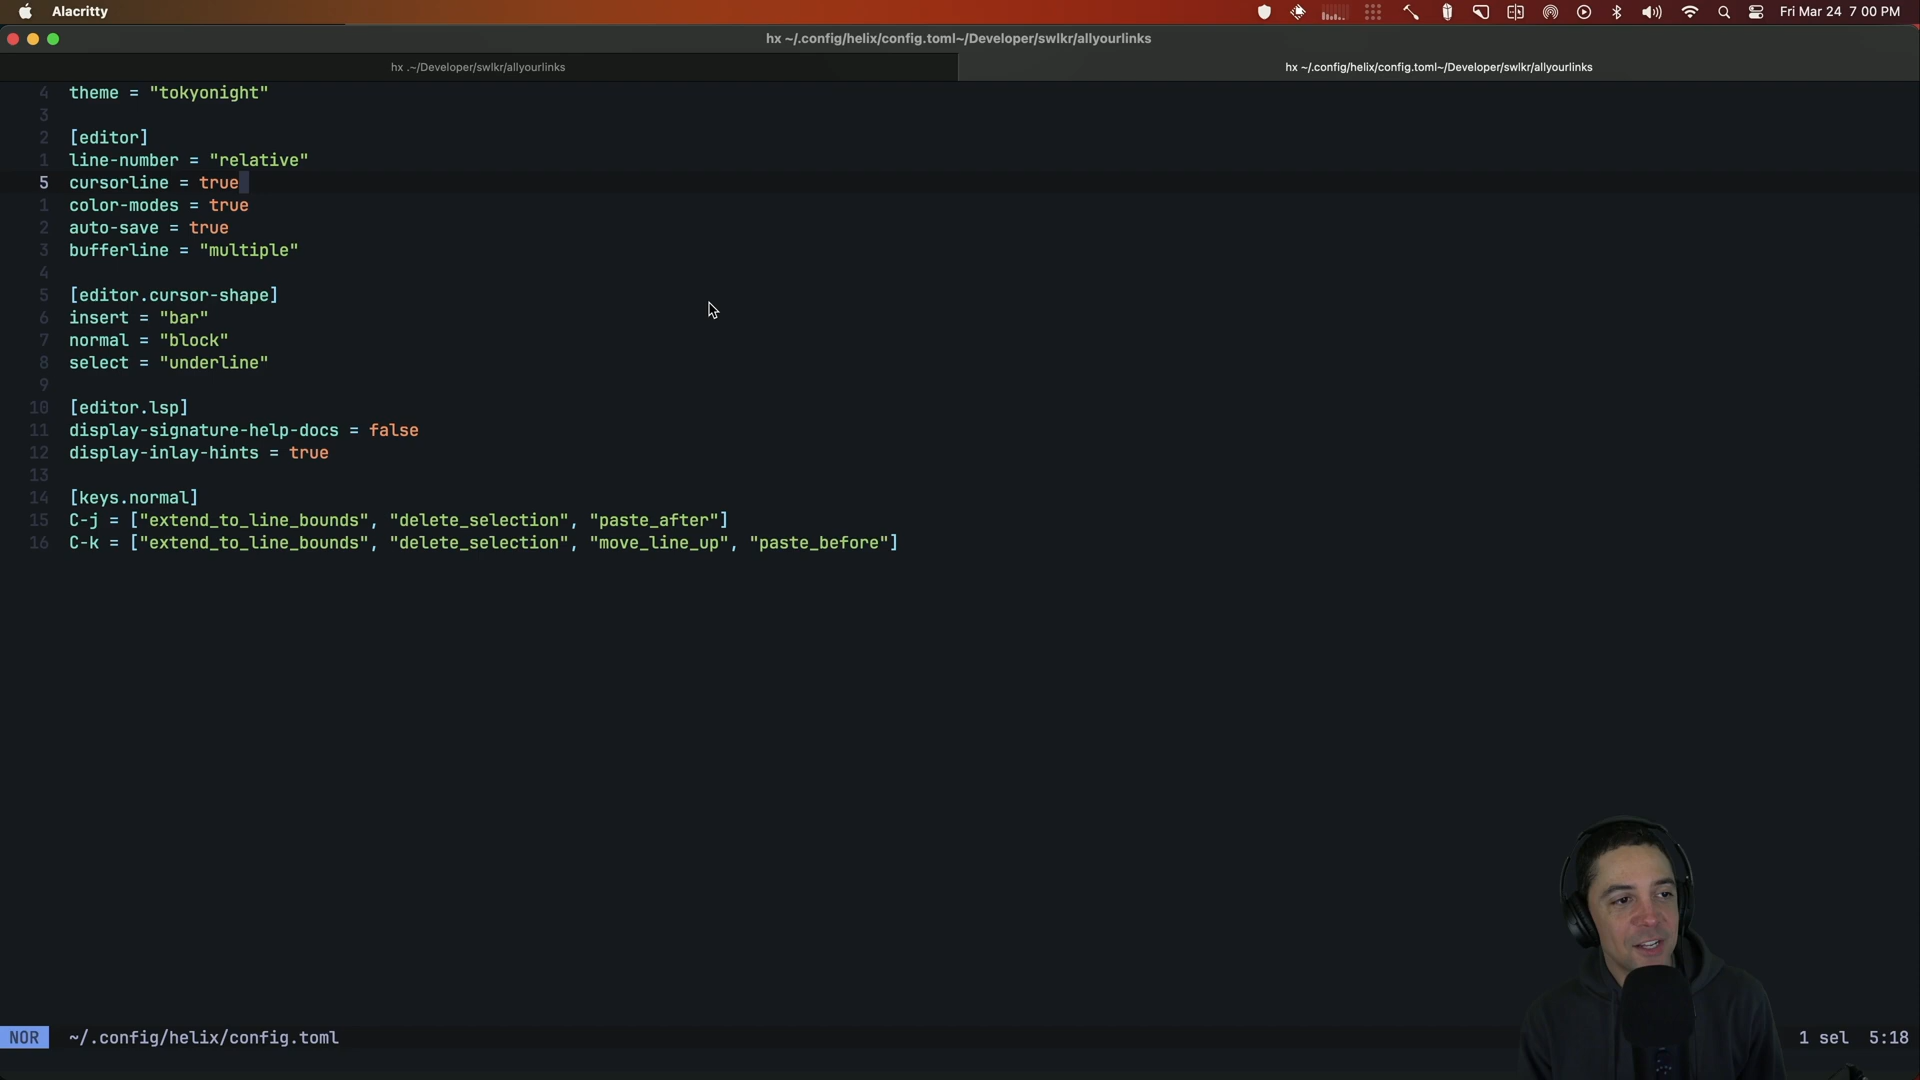 Alacritty
Fri Mar 24 7 00 PM
hx ~/.config/helix/config.toml~/Developer/swlkr/allyourlinks
hx .~/Developer/swlkr/allyourlinks
hx ~/.config/helix/config.toml~/Developer/swlkr/allyourlinks
4 theme = "tokyonight"
3
2 [editor]
1 line-number = "relative"
5 cursorline = true
1 color-modes = true
2 auto-save = true
3 bufferline = "multiple"
4
5 [editor.cursor-shape]
6 insert = "bar"
7 normal = "block"
8 select = "underline"
9
10 [editor.lsp]
11 display-signature-help-docs = false
12 display-inlay-hints = true
13
14 [keys.normal]
15 C-j = ["extend_to_line_bounds", "delete_selection", "paste_after"]
16 C-k = ["extend_to_line_bounds", "delete_selection", "move_line_up", "paste_before"]
NOR ~/.config/helix/config.toml 1 sel 5:18